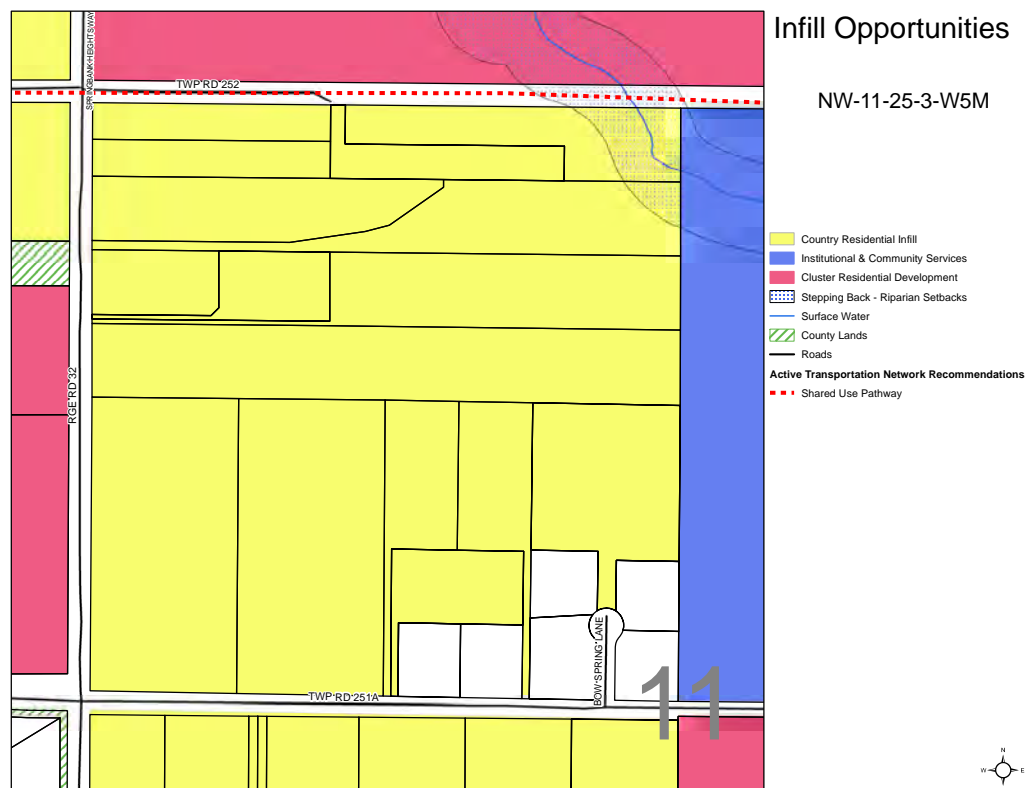 Infill Opportunities
NW-11-25-3-W5M
SPRINGBANK HEIGHTS WAY
TWP RD 252
RGE RD 32
TWP RD 251A
BOW SPRING LANE
11
Country Residential Infill
Institutional & Community Services
Cluster Residential Development
Stepping Back - Riparian Setbacks
Surface Water
County Lands
Roads
Active Transportation Network Recommendations
Shared Use Pathway
N
W
E
S